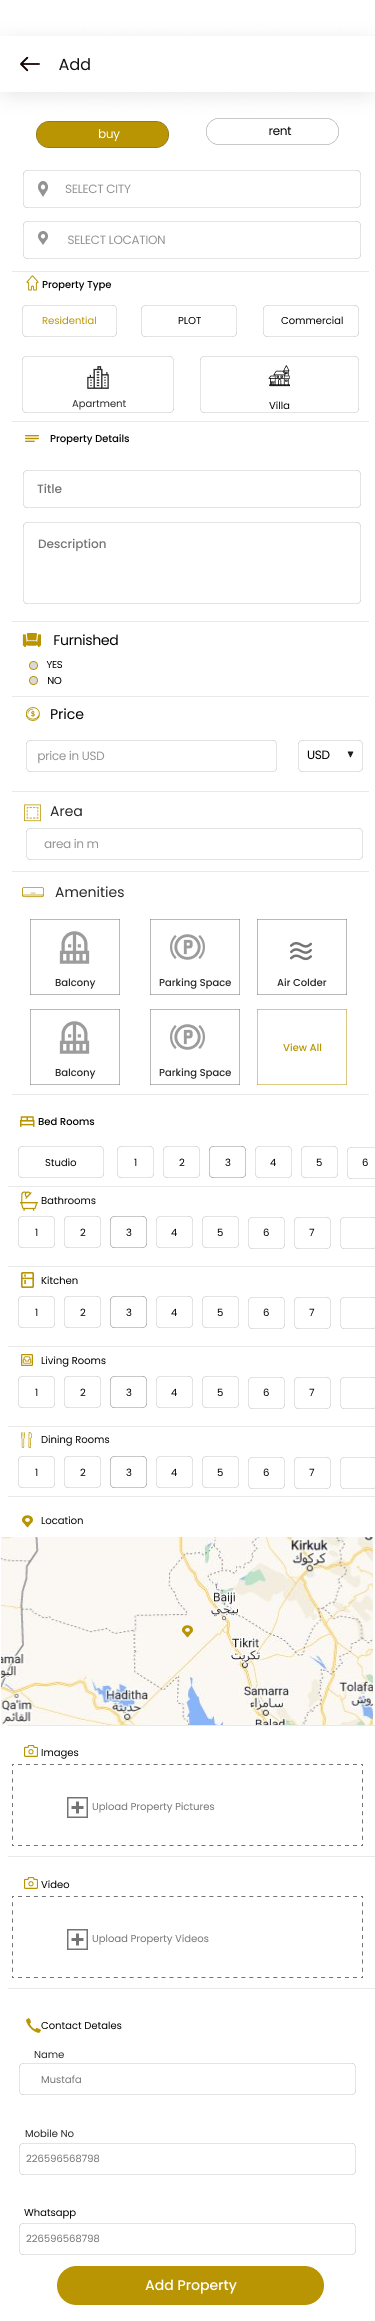 Add
buy
rent
SELECT CITY
SELECT LOCATION
Property Type
Residential
PLOT
Commercial
Apartment
Villa
Property Details
Title
Description
Furnished
YES
NO
Price
price in USD
USD
Area
area in m
Amenities
Balcony
Parking Space
Air Colder
Balcony
Parking Space
View All
Bed Rooms
Studio 1 2 3 4 5 6
Bathrooms
1 2 3 4 5 6 7
Kitchen
1 2 3 4 5 6 7
Living Rooms
1 2 3 4 5 6 7
Dining Rooms
1 2 3 4 5 6 7
Location
Kirkuk
كركوك
Baiji
بيجي
Tikrit
تكريت
Haditha
حديثة
Samarra
سامراء
Qa'im
القائم
Balad
Images
Upload Property Pictures
Video
Upload Property Videos
Contact Detales
Name
Mustafa
Mobile No
226596568798
Whatsapp
226596568798
Add Property